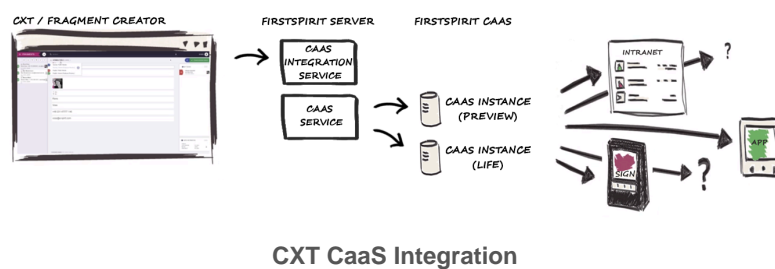 CXT / FRAGMENT CREATOR
FIRSTSPIRIT SERVER
FIRSTSPIRIT CAAS
CAAS
INTEGRATION
SERVICE
CAAS
SERVICE
CAAS INSTANCE
(PREVIEW)
CAAS INSTANCE
(LIFE)
INTRANET
?
APP
SIGN
?
CXT CaaS Integration